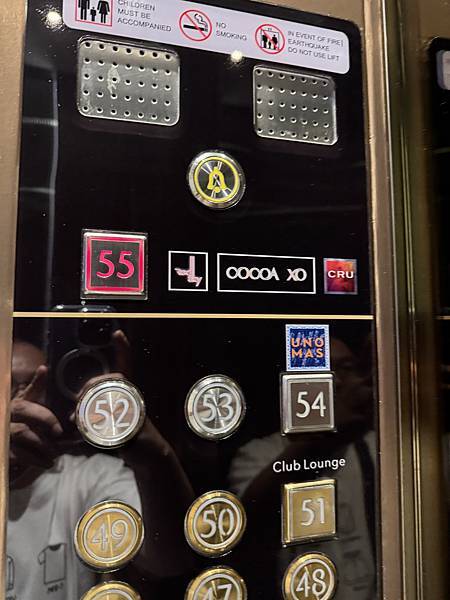 CHILDREN
MUST BE
ACCOMPANIED
NO
SMOKING
IN EVENT OF FIRE|
EARTHQUAKE
DO NOT USE LIFT
55
COCOA XO
CRU
UNO
MAS
52
53
54
Club Lounge
49
50
51
47
48